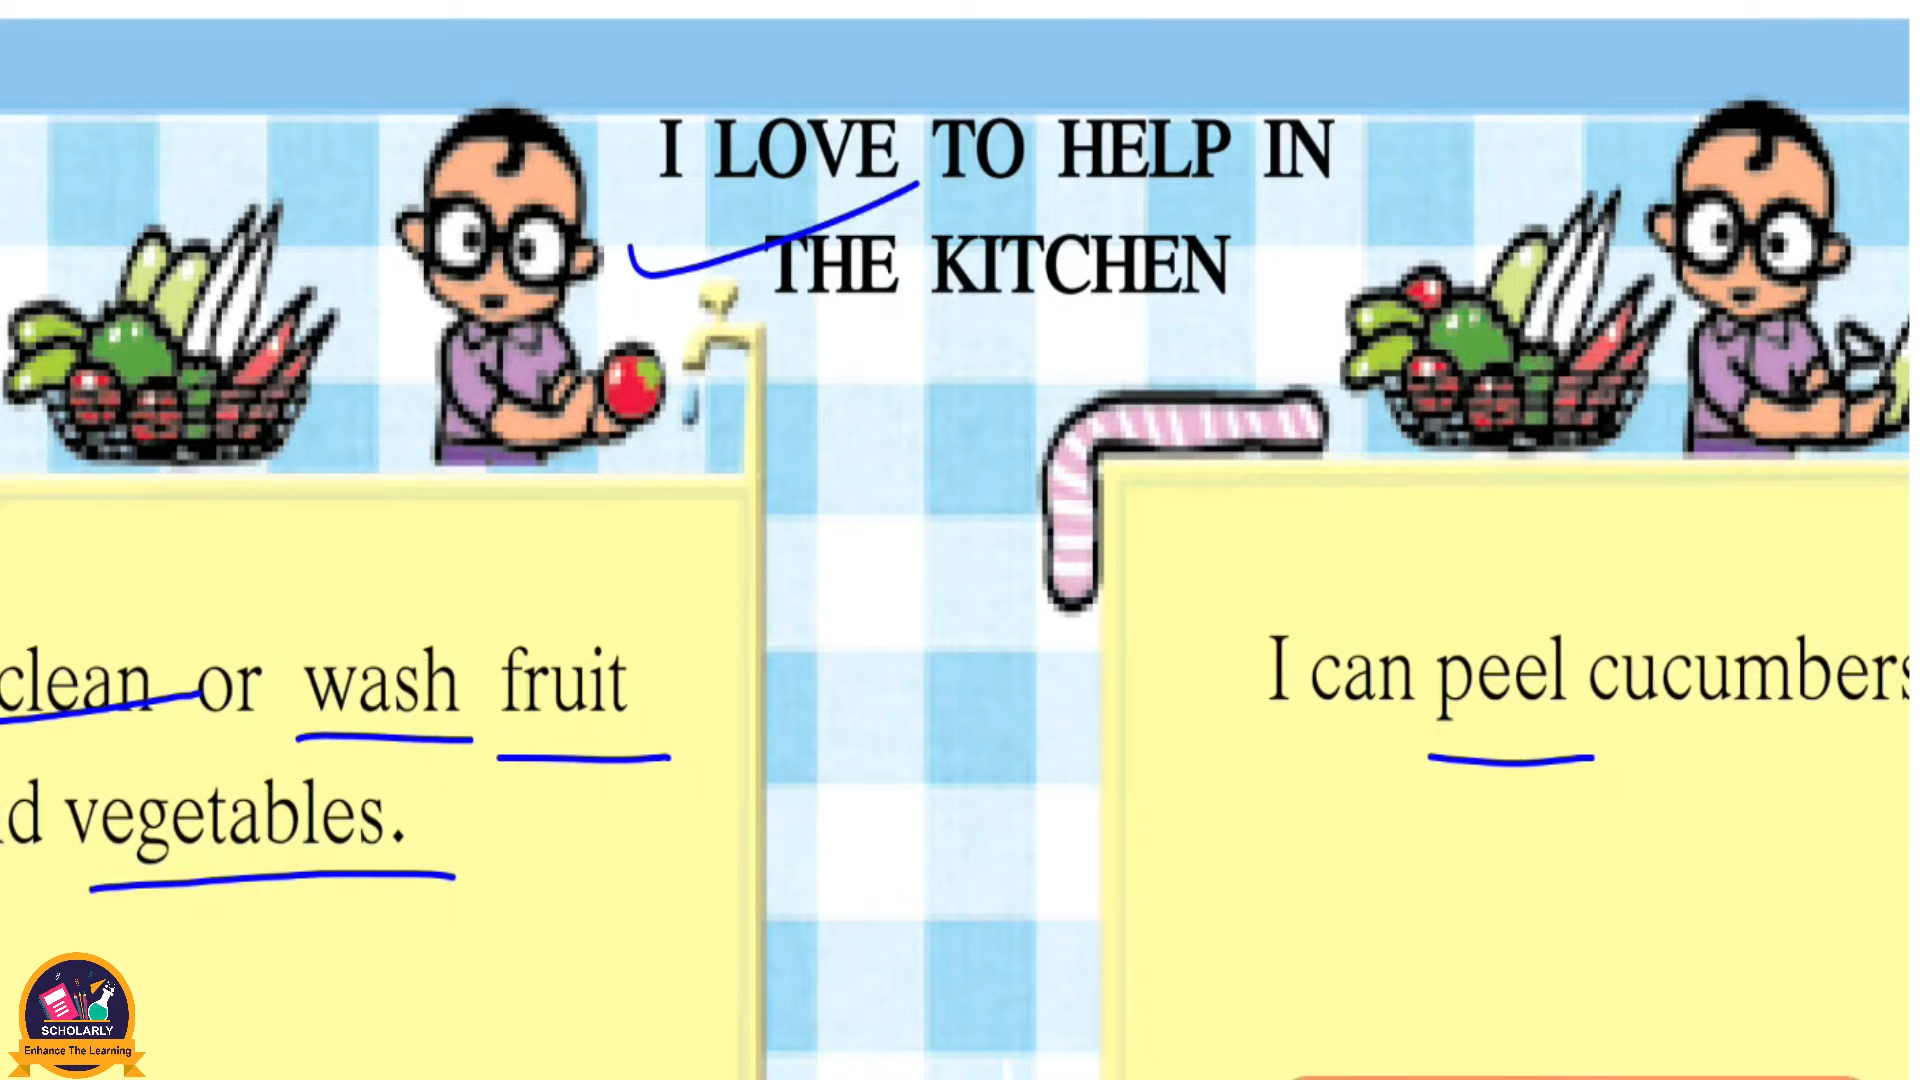 I LOVE TO HELP IN
THE KITCHEN
clean or wash fruit
vegetables.
I can peel cucumbers
SCHOLARLY
Enhance The Learning